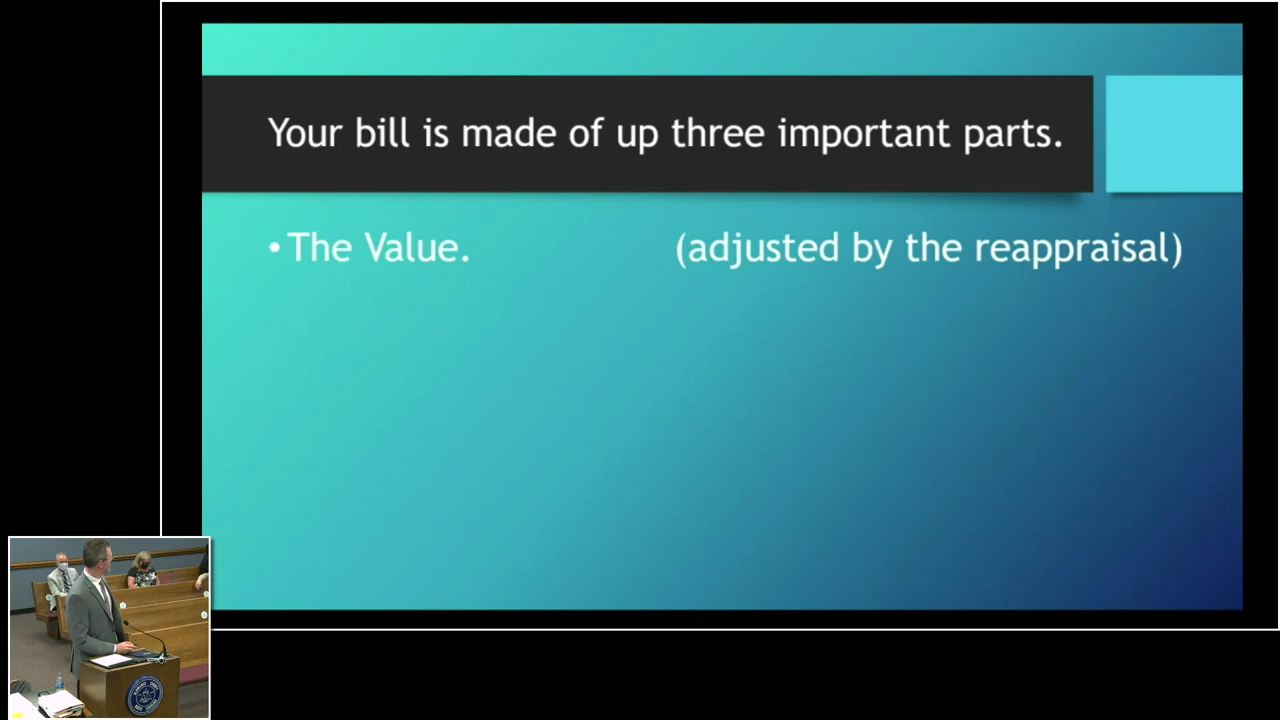 Your bill is made of up three important parts.
• The Value. (adjusted by the reappraisal)